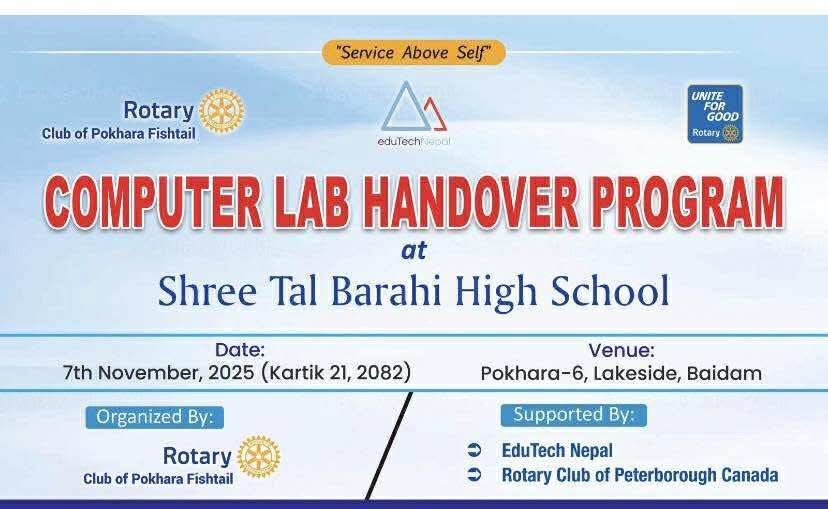 "Service Above Self"
Rotary
Club of Pokhara Fishtail
eduTechNepal
UNITE
FOR
GOOD
Rotary
COMPUTER LAB HANDOVER PROGRAM
at
Shree Tal Barahi High School
Date:
7th November, 2025 (Kartik 21, 2082)
Venue:
Pokhara-6, Lakeside, Baidam
Organized By:
Rotary
Club of Pokhara Fishtail
Supported By:
EduTech Nepal
Rotary Club of Peterborough Canada